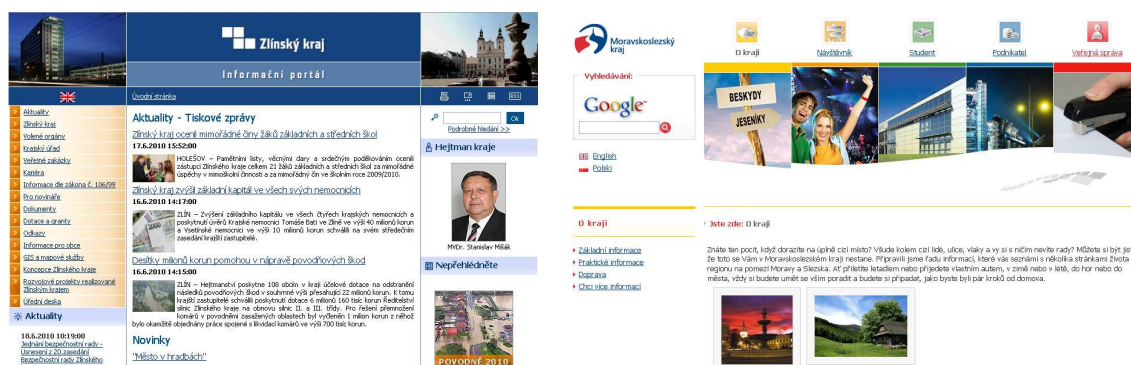 Zlínský kraj
Informační portál
Úvodní stránka
RSS
Aktuality
Zlínský kraj
Volené orgány
Krajský úřad
Veřejné zakázky
Kariéra
Informace dle zákona č. 106/99
Pro novináře
Dokumenty
Dotace a granty
Odkazy
Informace pro obce
GIS a mapové služby
Koncepce Zlínského kraje
Rozvojové projekty realizované
Zlínským krajem
Úřední deska
Aktuality
18.6.2010 10:19:00
Jednání bezpečnostní rady -
Usnesení z 20.zasedání
Bezpečnostní rady Zlínského
Aktuality - Tiskové zprávy
Zlínský kraj ocenil mimořádné činy žáků základních a středních škol
17.6.2010 15:52:00
HOLEŠOV – Pamětními listy, věcnými dary a srdečným poděkováním ocenili
zástupci Zlínského kraje celkem 21 žáků základních a středních škol za mimořádné
úspěchy v mimoškolní činnosti a za mimořádný čin ve školním roce 2009/2010.
Zlínský kraj zvýšil základní kapitál ve všech svých nemocnicích
16.6.2010 14:17:00
ZLÍN – Zvýšení základního kapitálu ve všech čtyřech krajských nemocnicích a
poskytnutí úvěrů Krajské nemocnici Tomáše Bati ve Zlíně ve výši 40 milionů korun
a Vsetínské nemocnici ve výši 10 milionů korun schválili na svém středečním
zasedání krajští zastupitelé.
Desítky milionů korun pomohou v nápravě povodňových škod
16.6.2010 14:15:00
ZLÍN – Hejtmanství poskytne 108 obcím v kraji účelové dotace na odstranění
následků povodňových škod v souhrnné výši přesahující 22 milionů korun. K tomu
krajští zastupitelé schválili poskytnutí dotace 6 milionů 160 tisíc korun Ředitelství
silnic Zlínského kraje na obnovu silnic II. a III. třídy. Pro řešení přemnožení
komárů v povodněmi zasažených oblastech byl vyčleněn 1 milion korun z něhož
bylo okamžitě objednány práce spojené s likvidací komárů ve výši 700 tisíc korun.
Novinky
"Město v hradbách"
Ok
Podrobné hledání >>
Hejtman kraje
MVDr. Stanislav Mišák
Nepřehlédněte
POVODNĚ 2010
Moravskoslezský
kraj
O kraji
Návštěvník
Student
Podnikatel
Veřejná správa
Vyhledávání:
Google
English
Polski
BESKYDY
JESENÍKY
O kraji
Základní informace
Praktické informace
Doprava
Chci více informací
Jste zde: O kraji
Znáte ten pocit, když dorazíte na úplně cizí místo? Všude kolem cizí lidé, ulice, vlaky a vy si s ničím nevíte rady? Můžete si být jist
že toto se Vám v Moravskoslezském kraji nestane. Připravili jsme řadu informací, které vás seznámí s několika stránkami života
regionu na pomezí Moravy a Slezska. Ať přiletíte letadlem nebo přijedete vlastním autem, v zimě nebo v létě, do hor nebo do
města, vždy si budete umět se vším poradit a budete si připadat, jako byste byli pár kroků od domova.